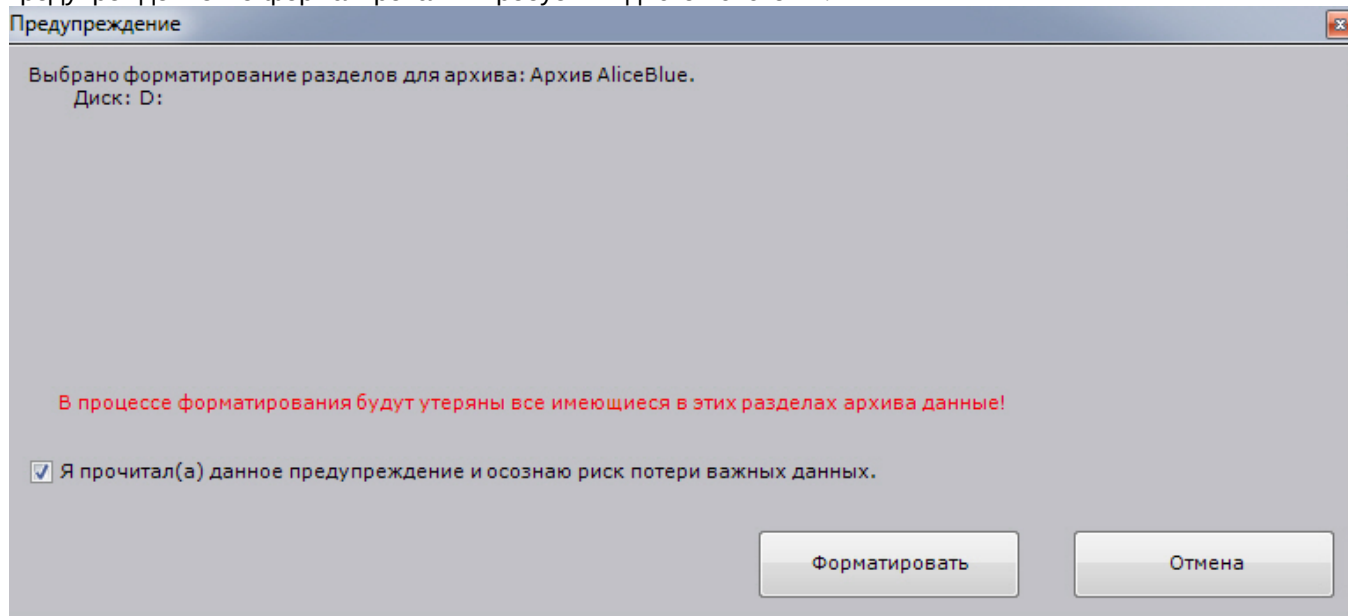 Предупреждение
Выбрано форматирование разделов для архива: Архив AliceBlue.
Диск: D:
В процессе форматирования будут утеряны все имеющиеся в этих разделах архива данные!
Я прочитал(а) данное предупреждение и осознаю риск потери важных данных.
Форматировать
Отмена